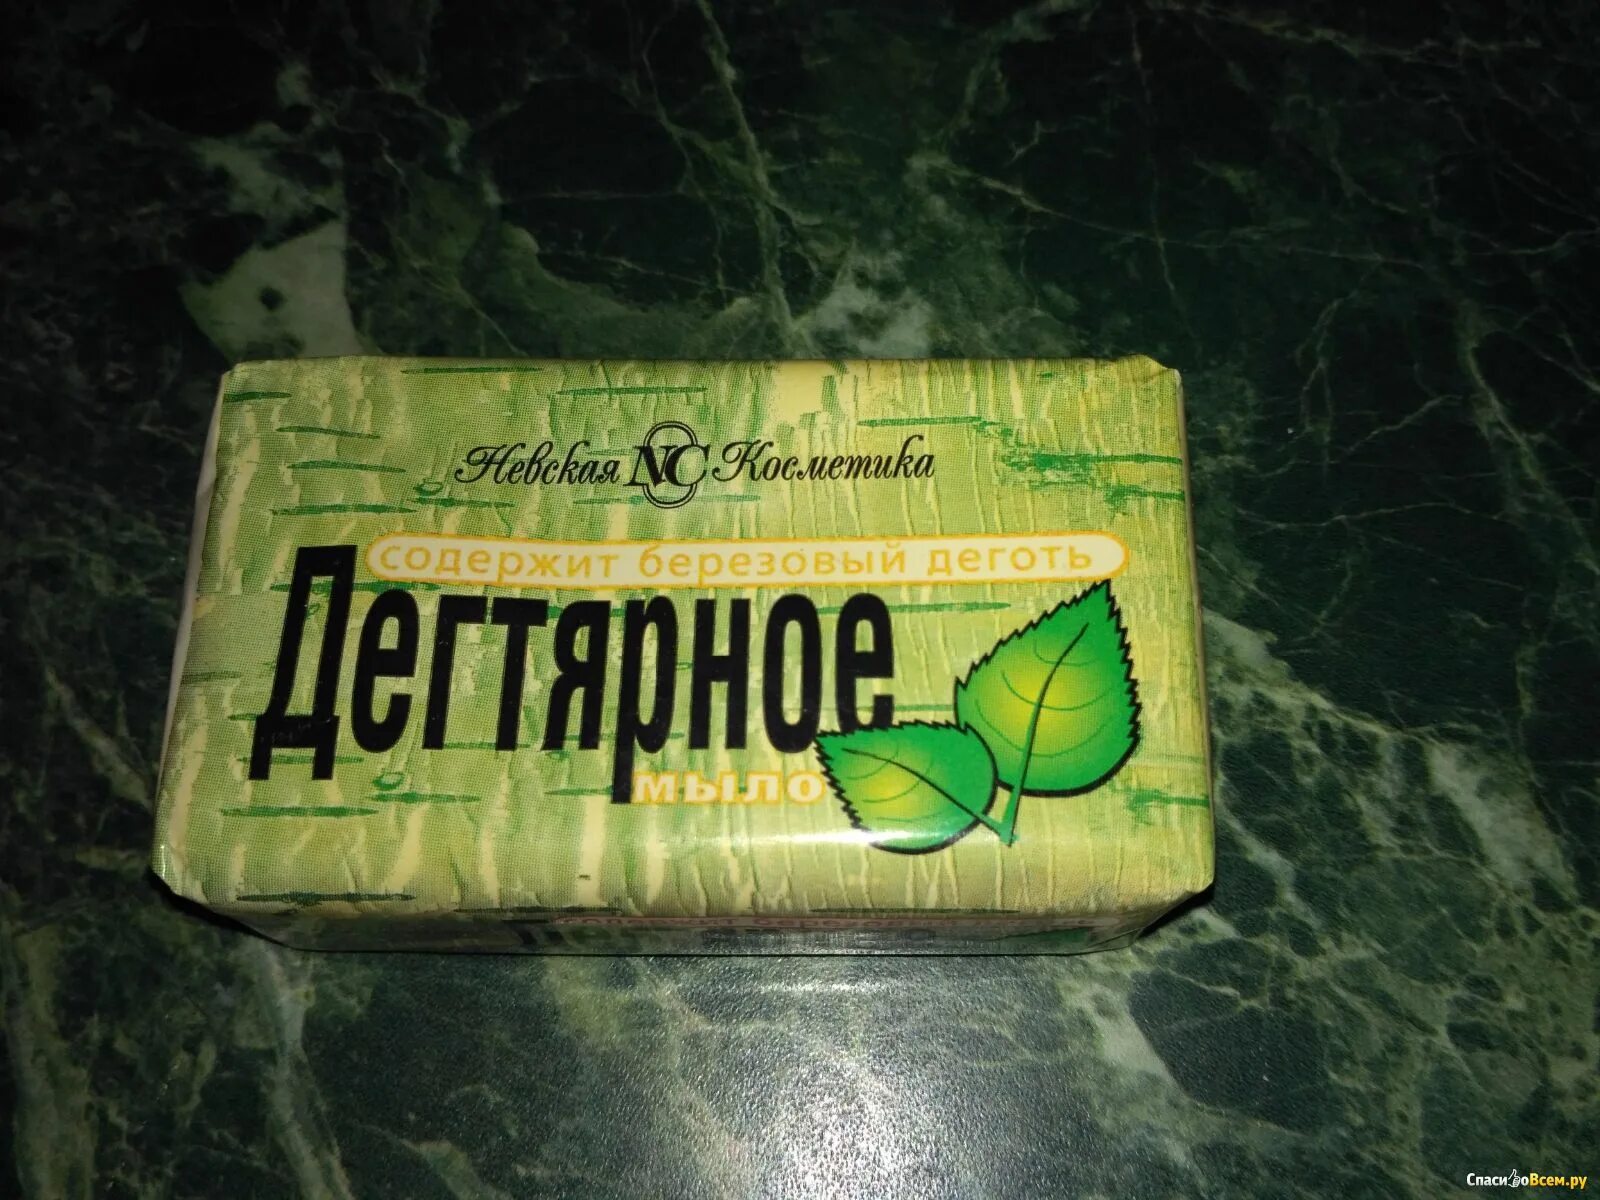 Невская NC Косметика
содержит березовый деготь
Дегтярное
мыло
СпасибоВсем.ру